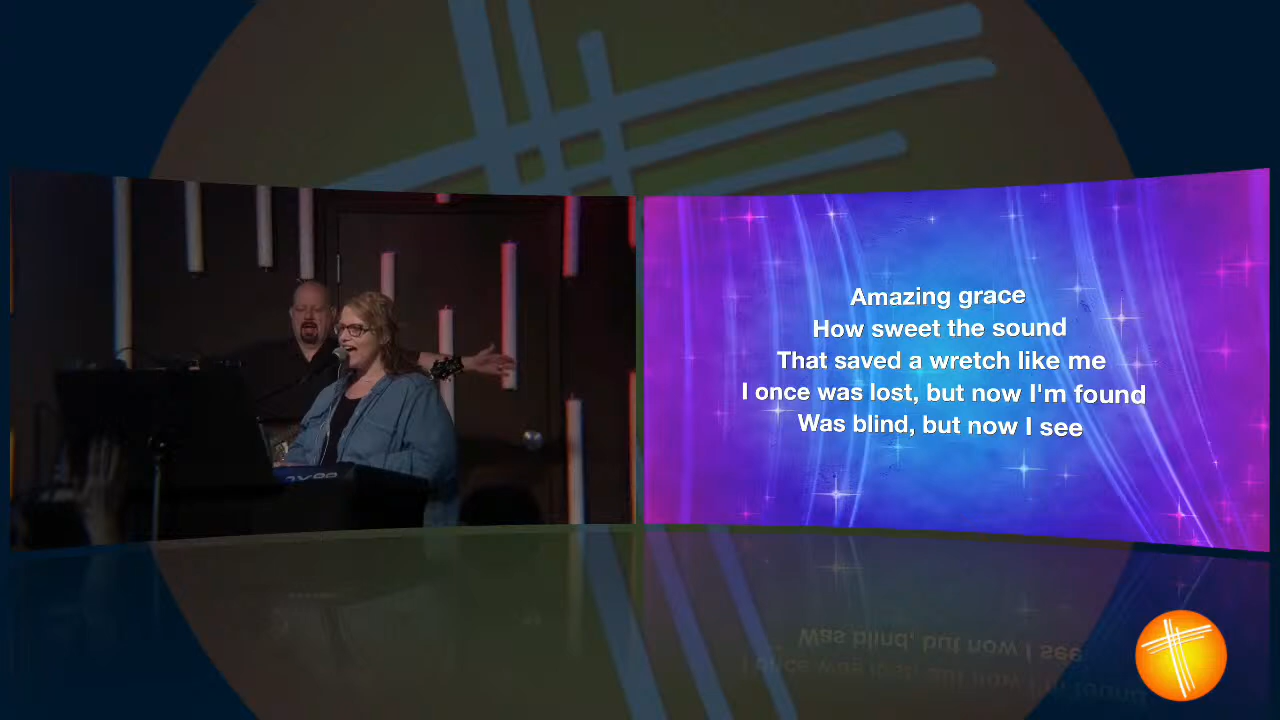 Amazing grace
How sweet the sound
That saved a wretch like me
I once was lost, but now I'm found
Was blind, but now I see